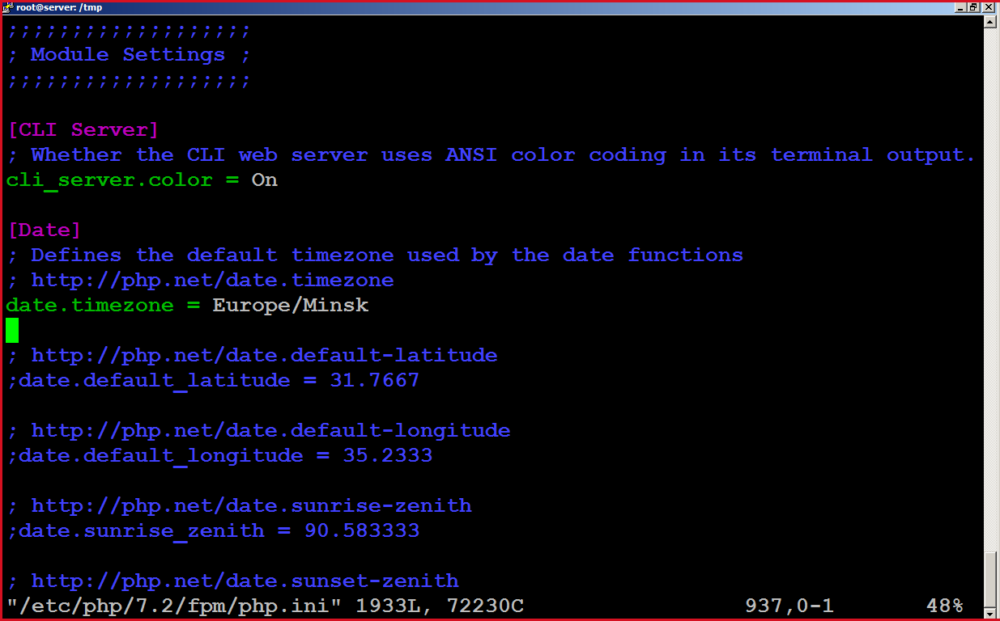 root@server: /tmp
;;;;;;;;;;;;;;;;;;;
; Module Settings ;
;;;;;;;;;;;;;;;;;;;
[CLI Server]
; Whether the CLI web server uses ANSI color coding in its terminal output.
cli_server.color = On
[Date]
; Defines the default timezone used by the date functions
; http://php.net/date.timezone
date.timezone = Europe/Minsk
; http://php.net/date.default-latitude
;date.default_latitude = 31.7667
; http://php.net/date.default-longitude
;date.default_longitude = 35.2333
; http://php.net/date.sunrise-zenith
;date.sunrise_zenith = 90.583333
; http://php.net/date.sunset-zenith
"/etc/php/7.2/fpm/php.ini" 1933L, 72230C 937,0-1 48%